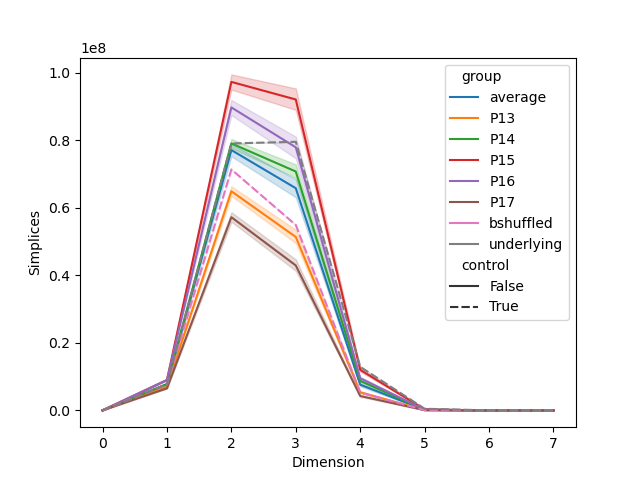 1e8
1.0
0.8
0.6
0.4
0.2
0.0
Simplices
0 1 2 3 4 5 6 7
Dimension
group
average
P13
P14
P15
P16
P17
bshuffled
underlying
control
False
True